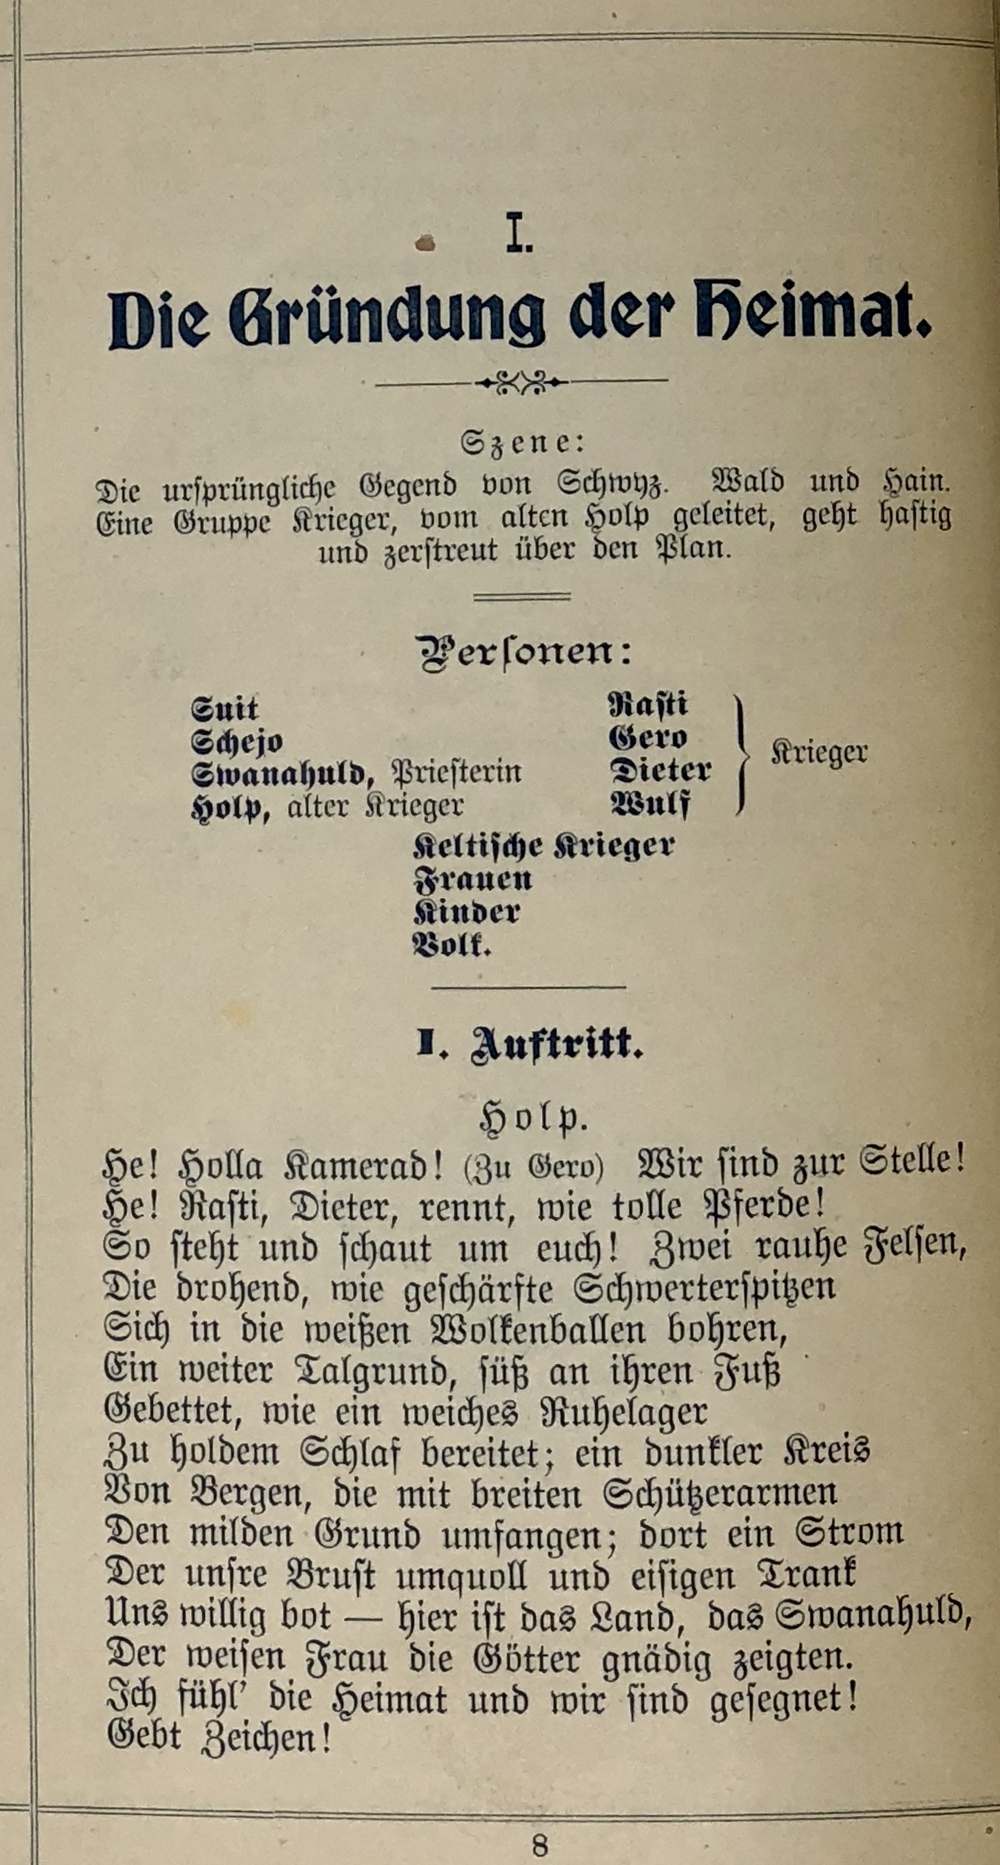 I.
Die Gründung der Heimat.
Szene:
Die ursprüngliche Gegend von Schwyz. Wald und Hain.
Eine Gruppe Krieger, vom alten Holp geleitet, geht hastig
und zerstreut über den Plan.
Personen:
Suit
Schejo
Swanahuld, Priesterin
Holp, alter Krieger
Rasti
Gero
Dieter
Wulf
Krieger
Keltische Krieger
Frauen
Kinder
Volk.
I. Auftritt.
Holp.
He! Holla Kamerad! (Zu Gero) Wir sind zur Stelle!
He! Rasti, Dieter, rennt, wie tolle Pferde!
So steht und schaut um euch! Zwei rauhe Felsen,
Die drohend, wie geschärfte Schwerterspitzen
Sich in die weißen Wolkenballen bohren,
Ein weiter Talgrund, süß an ihren Fuß
Gebettet, wie ein weiches Ruhelager
Zu holdem Schlaf bereitet; ein dunkler Kreis
Von Bergen, die mit breiten Schützerarmen
Den milden Grund umfangen; dort ein Strom
Der unsre Brust umquoll und eisigen Trank
Uns willig bot — hier ist das Land, das Swanahuld,
Der weisen Frau die Götter gnädig zeigten.
Ich fühl' die Heimat und wir sind gesegnet!
Gebt Zeichen!
8